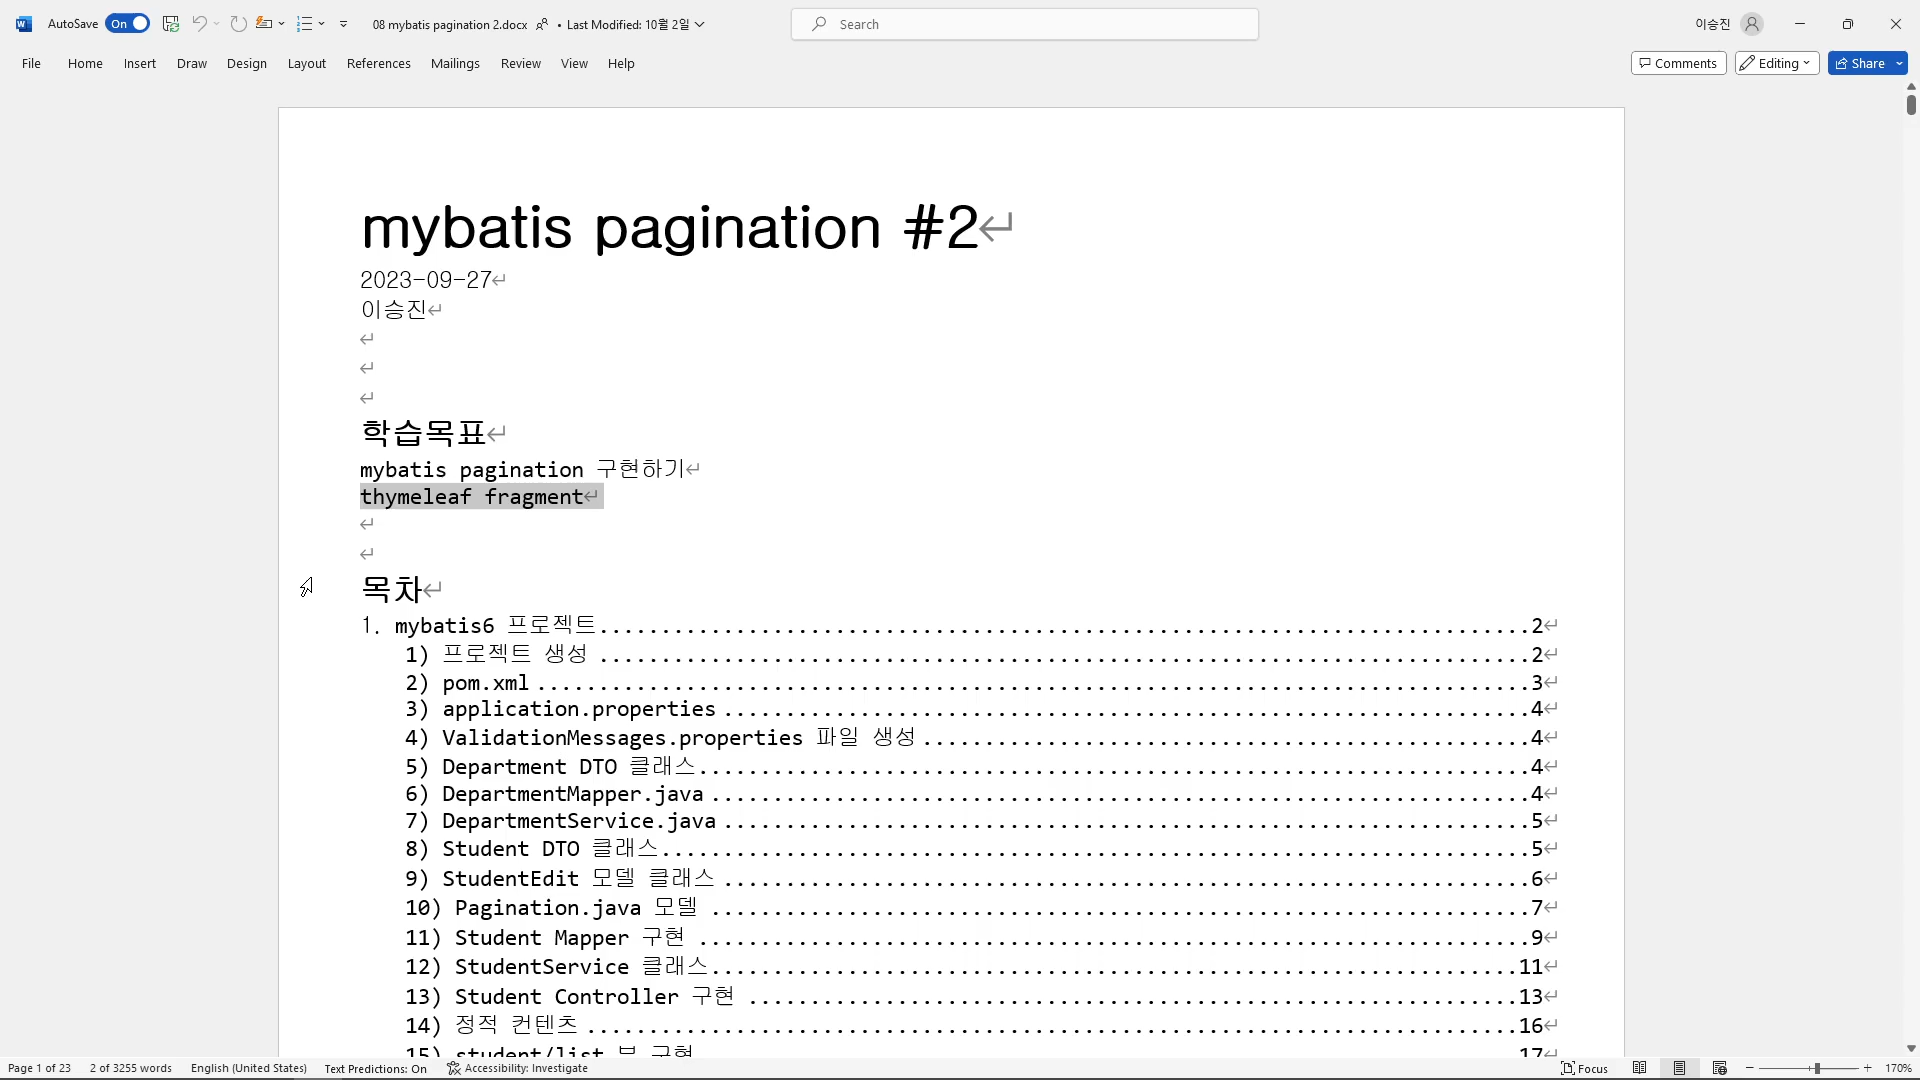 AutoSave On 08 mybatis pagination 2.docx • Last Modified: 10월 2일 Search 이승진
File Home Insert Draw Design Layout References Mailings Review View Help Comments Editing Share
mybatis pagination #2↵
2023-09-27↵
이승진↵
↵
↵
↵
학습목표↵
mybatis pagination 구현하기↵
thymeleaf fragment↵
↵
↵
목차↵
1. mybatis6 프로젝트...........................................................................2↵
1) 프로젝트 생성 ..........................................................................2↵
2) pom.xml ...............................................................................3↵
3) application.properties ................................................................4↵
4) ValidationMessages.properties 파일 생성 ................................................4↵
5) Department DTO 클래스...................................................................4↵
6) DepartmentMapper.java .................................................................4↵
7) DepartmentService.java ................................................................5↵
8) Student DTO 클래스.....................................................................5↵
9) StudentEdit 모델 클래스 ................................................................6↵
10) Pagination.java 모델 .................................................................7↵
11) Student Mapper 구현 ..................................................................9↵
12) StudentService 클래스.................................................................11↵
13) Student Controller 구현 .............................................................13↵
14) 정적 컨텐츠 ..........................................................................16↵
15) student/list 뷰 구현 .................................................................17↵
Page 1 of 23 2 of 3255 words English (United States) Text Predictions: On Accessibility: Investigate Focus 170%